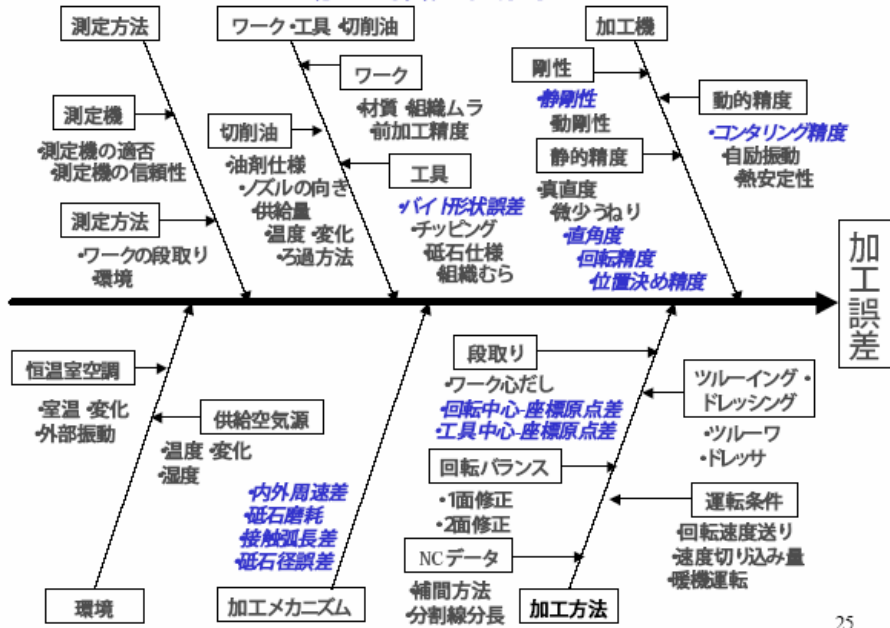 測定方法
ワーク・工具・切削油
加工機
測定機
・測定機の適否
・測定機の信頼性
測定方法
・ワークの段取り
・環境
ワーク
・材質・組織ムラ
・前加工精度
切削油
・油剤仕様
・ノズルの向き
・供給量
・温度・変化
・ろ過方法
工具
・バイト形状誤差
・チッピング
・砥石仕様
・組織むら
剛性
・静剛性
・動剛性
静的精度
・真直度
・微少うねり
・直角度
・回転精度
・位置決め精度
動的精度
・コンタリング精度
・自励振動
・熱安定性
加工誤差
恒温室空調
・室温・変化
・外部振動
供給空気源
・温度・変化
・湿度
環境
・内外周速差
・砥石磨耗
・接触弧長差
・砥石径誤差
加工メカニズム
段取り
・ワーク心だし
・回転中心-座標原点差
・工具中心-座標原点差
回転バランス
・1面修正
・2面修正
NCデータ
・補間方法
・分割線分長
ツルーイング・
ドレッシング
・ツルーワ
・ドレッサ
運転条件
・回転速度送り
・速度切り込み量
・暖機運転
加工方法
25